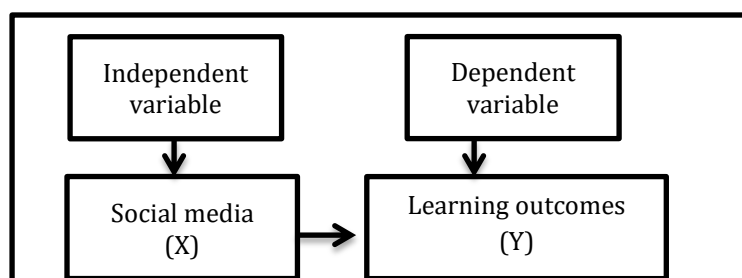 Independent
variable
Dependent
variable
Social media
(X)
Learning outcomes
(Y)